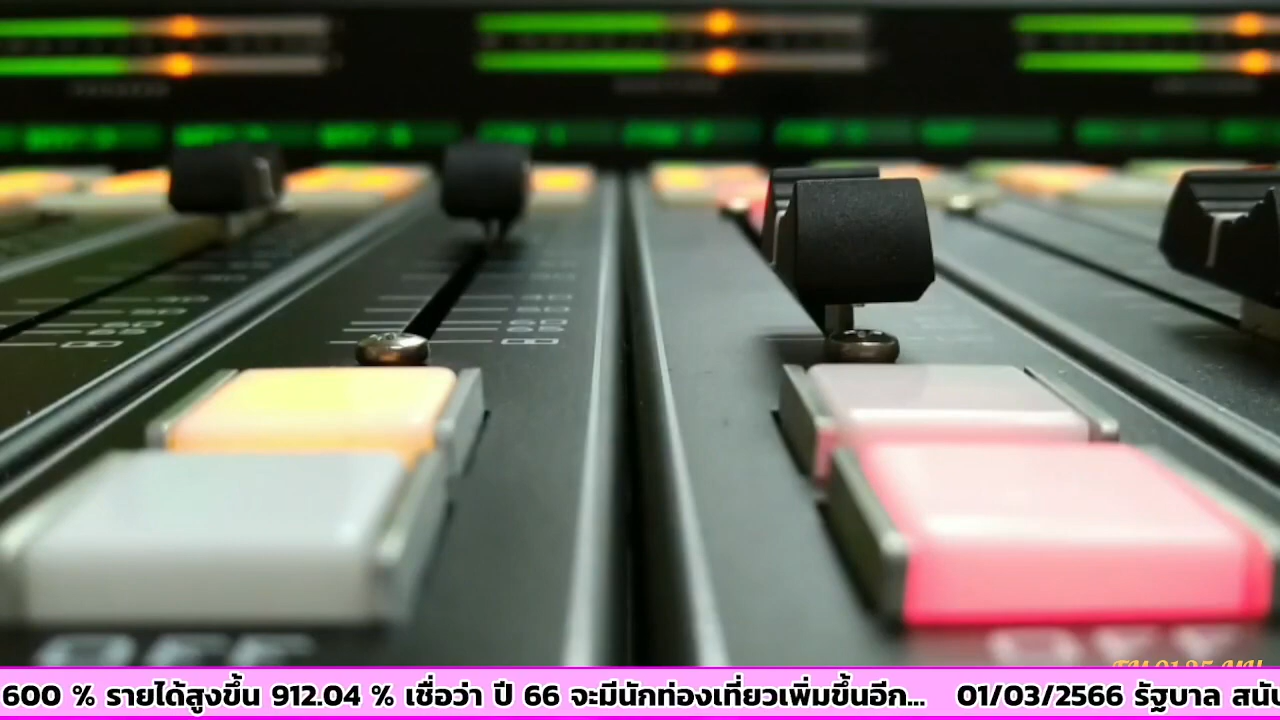 OFF
OFF
600 % รายได้สูงขึ้น 912.04 % เชื่อว่า ปี 66 จะมีนักท่องเที่ยวเพิ่มขึ้นอีก... 01/03/2566 รัฐบาล